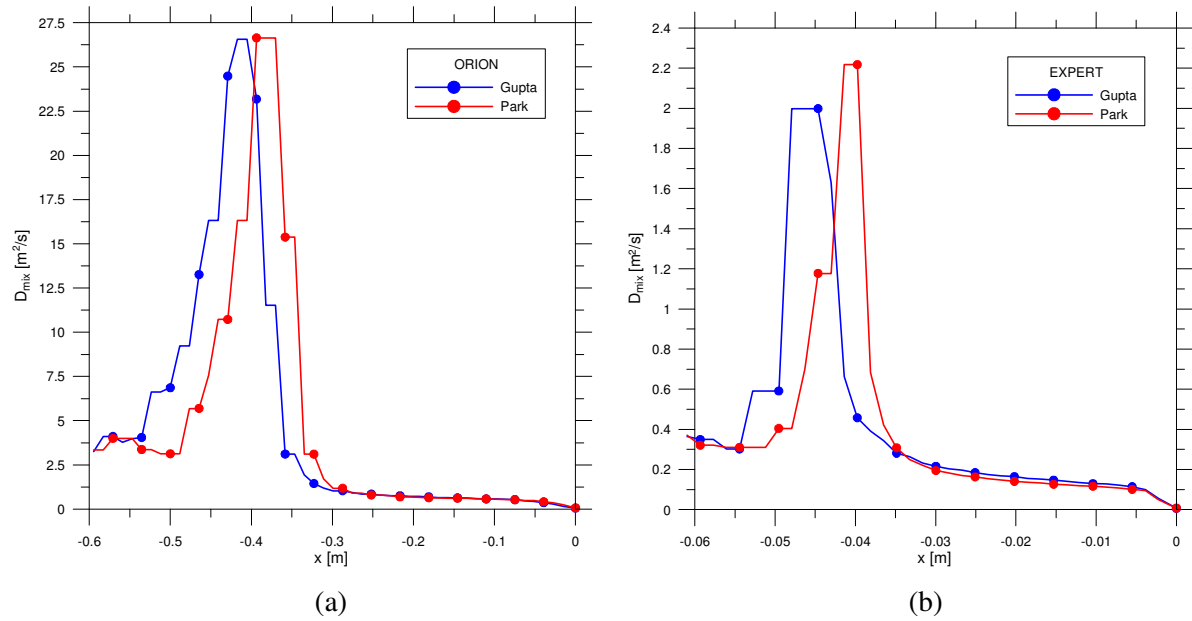 27.5
25
22.5
20
17.5
15
12.5
10
7.5
5
2.5
0
D_mix [m²/s]
-0.6 -0.5 -0.4 -0.3 -0.2 -0.1 0
x [m]
ORION
Gupta
Park
(a)
2.4
2.2
2
1.8
1.6
1.4
1.2
1
0.8
0.6
0.4
0.2
0
D_mix [m²/s]
-0.06 -0.05 -0.04 -0.03 -0.02 -0.01 0
x [m]
EXPERT
Gupta
Park
(b)